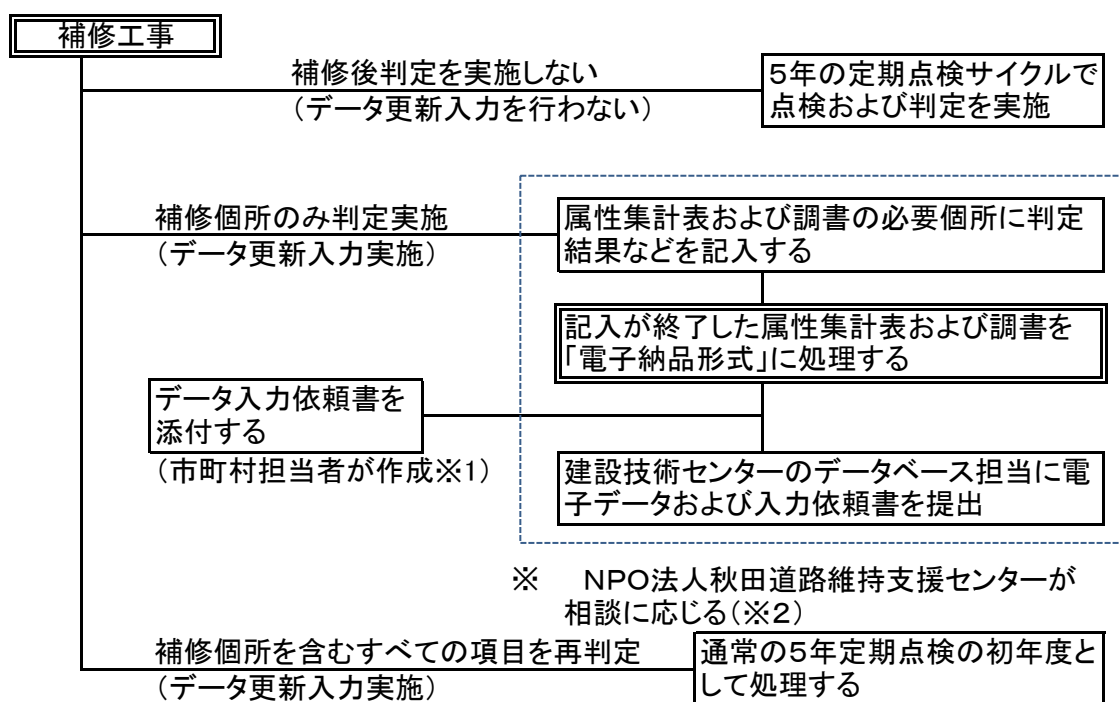 補修工事
補修後判定を実施しない
(データ更新入力を行わない)
5年の定期点検サイクルで
点検および判定を実施
補修個所のみ判定実施
(データ更新入力実施)
属性集計表および調書の必要個所に判定
結果などを記入する
記入が終了した属性集計表および調書を
「電子納品形式」に処理する
データ入力依頼書を
添付する
(市町村担当者が作成※1)
建設技術センターのデータベース担当に電
子データおよび入力依頼書を提出
※　NPO法人秋田道路維持支援センターが
相談に応じる(※2)
補修個所を含むすべての項目を再判定
(データ更新入力実施)
通常の5年定期点検の初年度と
して処理する